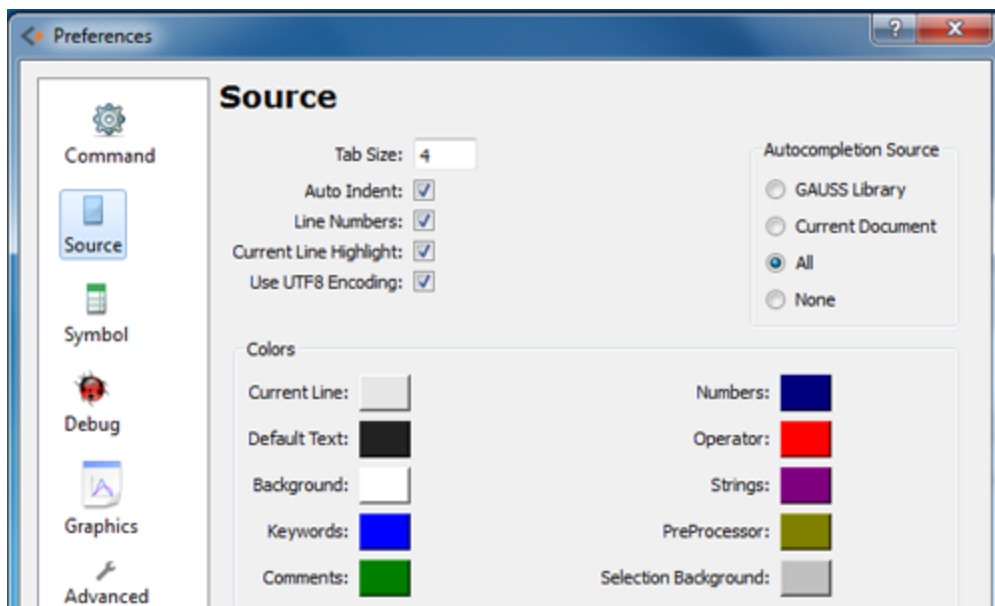 Preferences
?
X
Command
Source
Symbol
Debug
Graphics
Advanced
Source
Tab Size: 4
Auto Indent:
Line Numbers:
Current Line Highlight:
Use UTF8 Encoding:
Autocompletion Source
GAUSS Library
Current Document
All
None
Colors
Current Line:
Default Text:
Background:
Keywords:
Comments:
Numbers:
Operator:
Strings:
PreProcessor:
Selection Background: